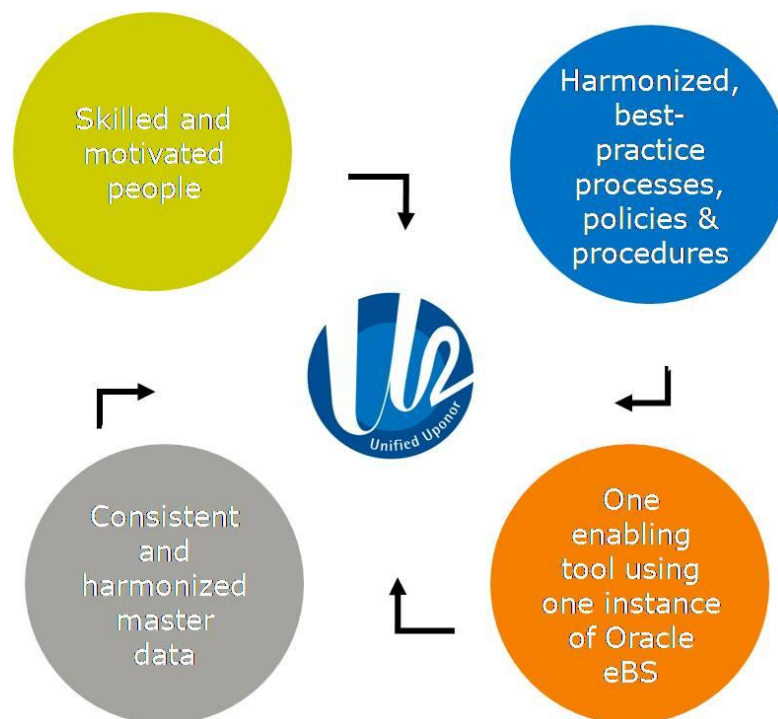 Skilled and
motivated
people
Harmonized,
best-
practice
processes,
policies &
procedures
U2
Unified Uponor
Consistent
and
harmonized
master
data
One
enabling
tool using
one instance
of Oracle
eBS